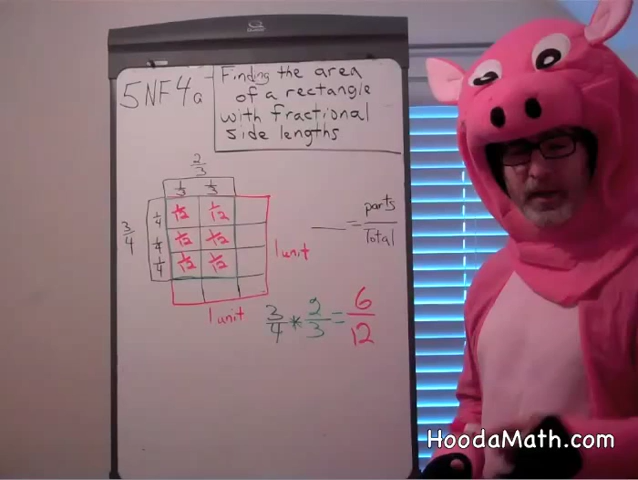 5NF4a
Finding the area
of a rectangle
with fractional
side lengths
2/3
1/3 1/3
3/4
1/4 1/12 1/12
1/4 1/12 1/12
1/4 1/12 1/12
1 unit
1 unit
___ = parts/Total
3/4 * 2/3 = 6/12
HoodaMath.com